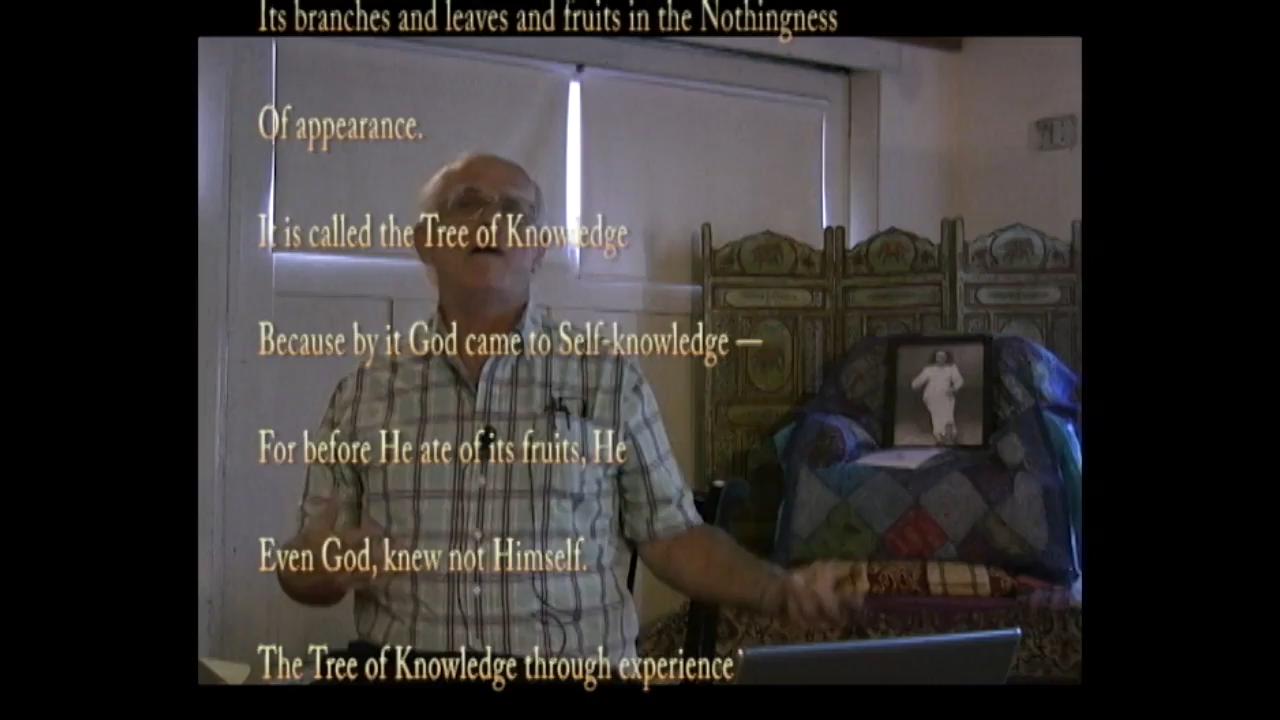 Its branches and leaves and fruits in the Nothingness
Of appearance.
It is called the Tree of Knowledge
Because by it God came to Self-knowledge —
For before He ate of its fruits, He
Even God, knew not Himself.
The Tree of Knowledge through experience